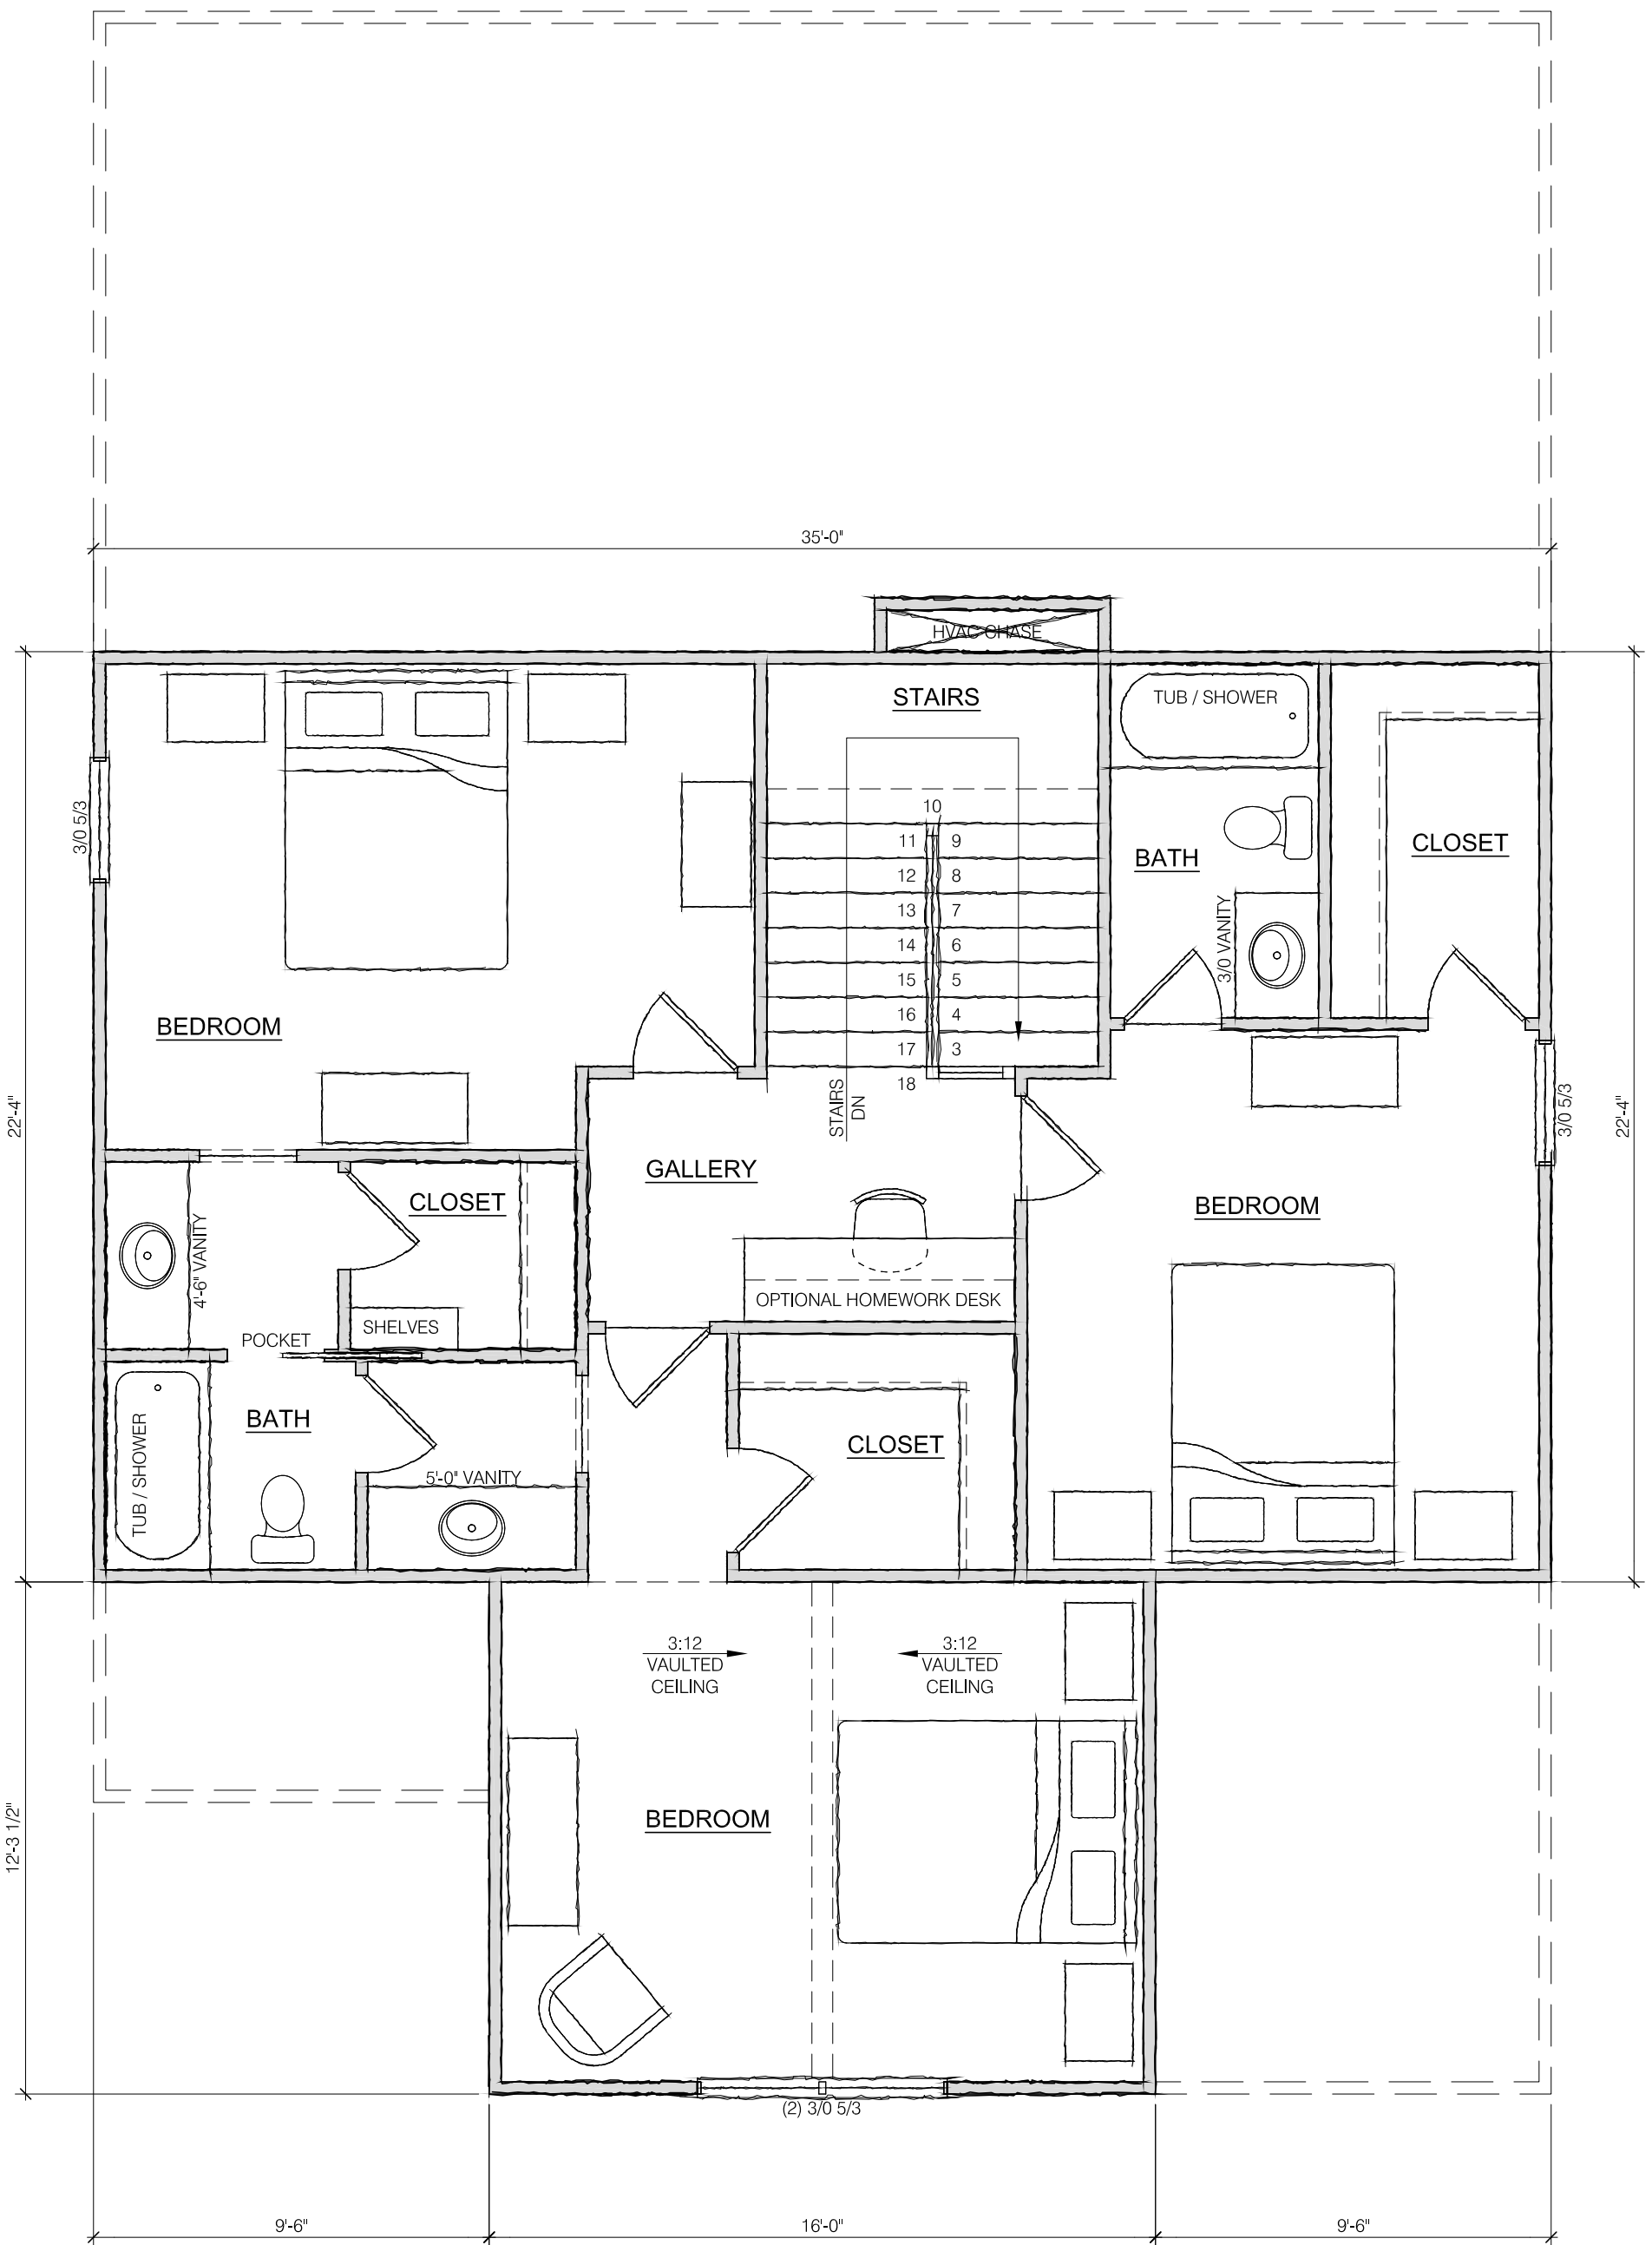 35'-0"
HVAC CHASE
STAIRS
TUB / SHOWER
3/0 5/3
10
11
9
12
8
13
7
14
6
15
5
16
4
17
3
18
BATH
CLOSET
3/0 VANITY
BEDROOM
STAIRS
DN
3/0 5/3
22'-4"
22'-4"
GALLERY
CLOSET
BEDROOM
4'-6" VANITY
OPTIONAL HOMEWORK DESK
SHELVES
POCKET
BATH
TUB / SHOWER
CLOSET
5'-0" VANITY
3:12
VAULTED
CEILING
3:12
VAULTED
CEILING
BEDROOM
12'-3 1/2"
(2) 3/0 5/3
9'-6"
16'-0"
9'-6"